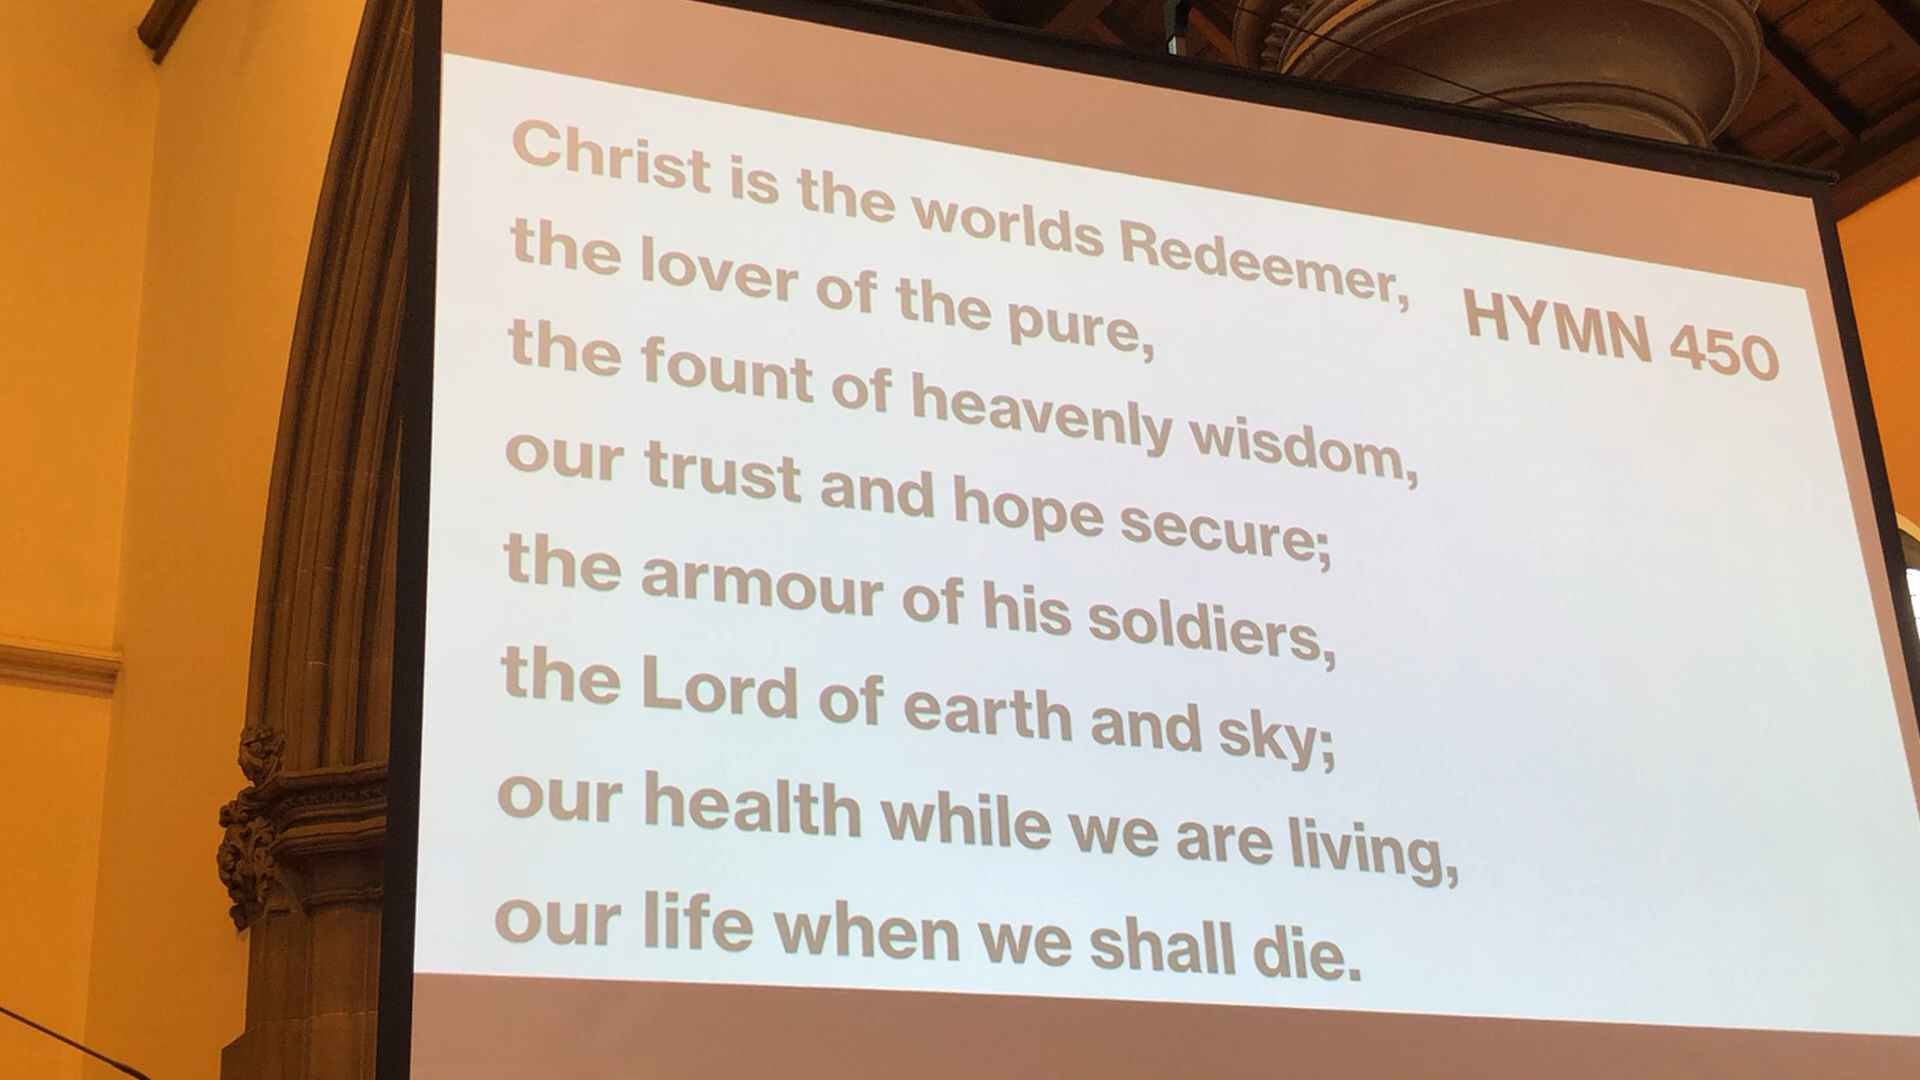 Christ is the worlds Redeemer,
HYMN 450
the lover of the pure,
the fount of heavenly wisdom,
our trust and hope secure;
the armour of his soldiers,
the Lord of earth and sky;
our health while we are living,
our life when we shall die.